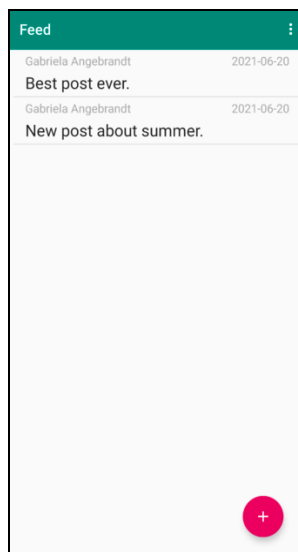 Feed
Gabriela Angebrandt 2021-06-20
Best post ever.
Gabriela Angebrandt 2021-06-20
New post about summer.
+